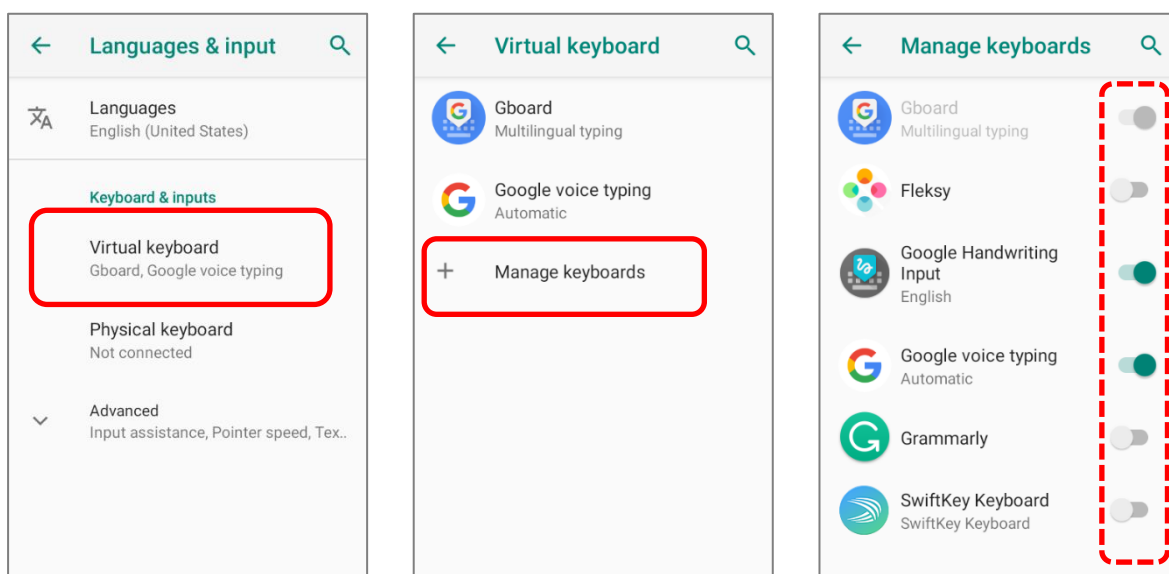 Languages & input
Languages
English (United States)
Keyboard & inputs
Virtual keyboard
Gboard, Google voice typing
Physical keyboard
Not connected
Advanced
Input assistance, Pointer speed, Tex..
Virtual keyboard
Gboard
Multilingual typing
Google voice typing
Automatic
Manage keyboards
Manage keyboards
Gboard
Multilingual typing
Fleksy
Google Handwriting
Input
English
Google voice typing
Automatic
Grammarly
SwiftKey Keyboard
SwiftKey Keyboard